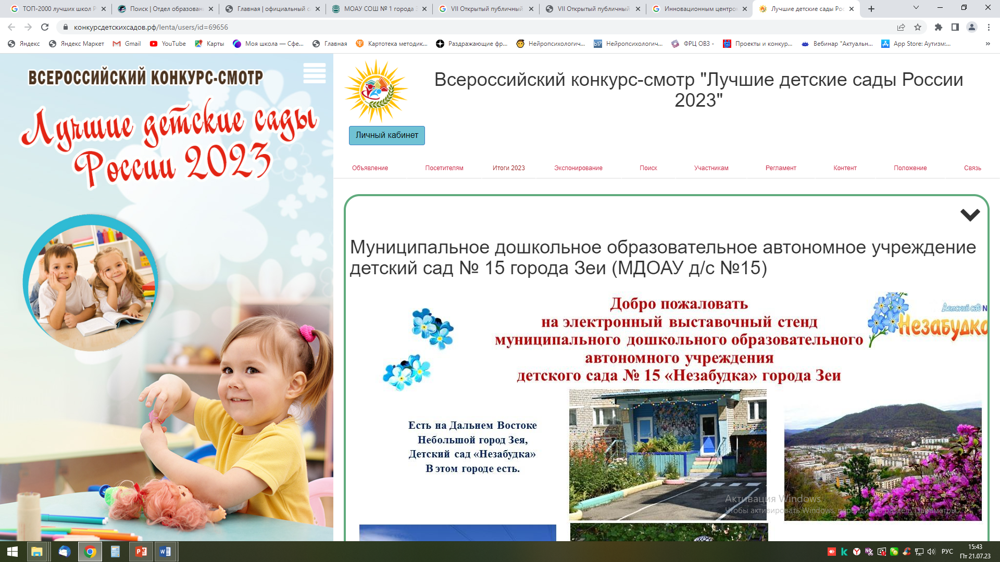 ТОП-2000 лучших школ Р
Поиск | Отдел образован
Главная | официальный с
МОАУ СОШ № 1 города З
VII Открытый публичный
VII Открытый публичный
Инновационным центром
Лучшие детские сады Рос
конкурсдетскихсадов.рф/lenta/users/id=69656
Яндекс
Яндекс Маркет
Gmail
YouTube
Карты
Моя школа — Сфе...
Главная
Картотека методик...
Раздражающие фр...
Нейропсихологич...
b17
Нейропсихологич...
ФРЦ ОВЗ -
Проекты и конкур...
Вебинар "Актуальн...
App Store: Аутизм:...
»
ВСЕРОССИЙСКИЙ КОНКУРС-СМОТР
Лучшие детские сады
России 2023
Всероссийский конкурс-смотр "Лучшие детские сады России
2023"
Личный кабинет
Объявление
Посетителям
Итоги 2023
Экспонирование
Поиск
Участникам
Регламент
Контент
Положение
Связь
Муниципальное дошкольное образовательное автономное учреждение
детский сад № 15 города Зеи (МДОАУ д/с №15)
Добро пожаловать
на электронный выставочный стенд
муниципального дошкольного образовательного
автономного учреждения
детского сада № 15 «Незабудка» города Зеи
Детский сад №
Незабудка
Есть на Дальнем Востоке
Небольшой город Зея,
Детский сад «Незабудка»
В этом городе есть.
Активация Windows
Чтобы активировать Windows, перейдите в раздел "Параметры".
РУС
15:43
Пт 21.07.23